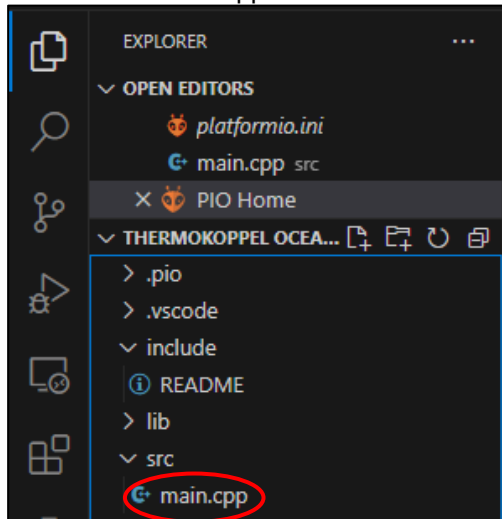 EXPLORER ...
OPEN EDITORS
platformio.ini
main.cpp src
PIO Home
THERMOKOPPEL OCEA...
.pio
.vscode
include
README
lib
src
main.cpp